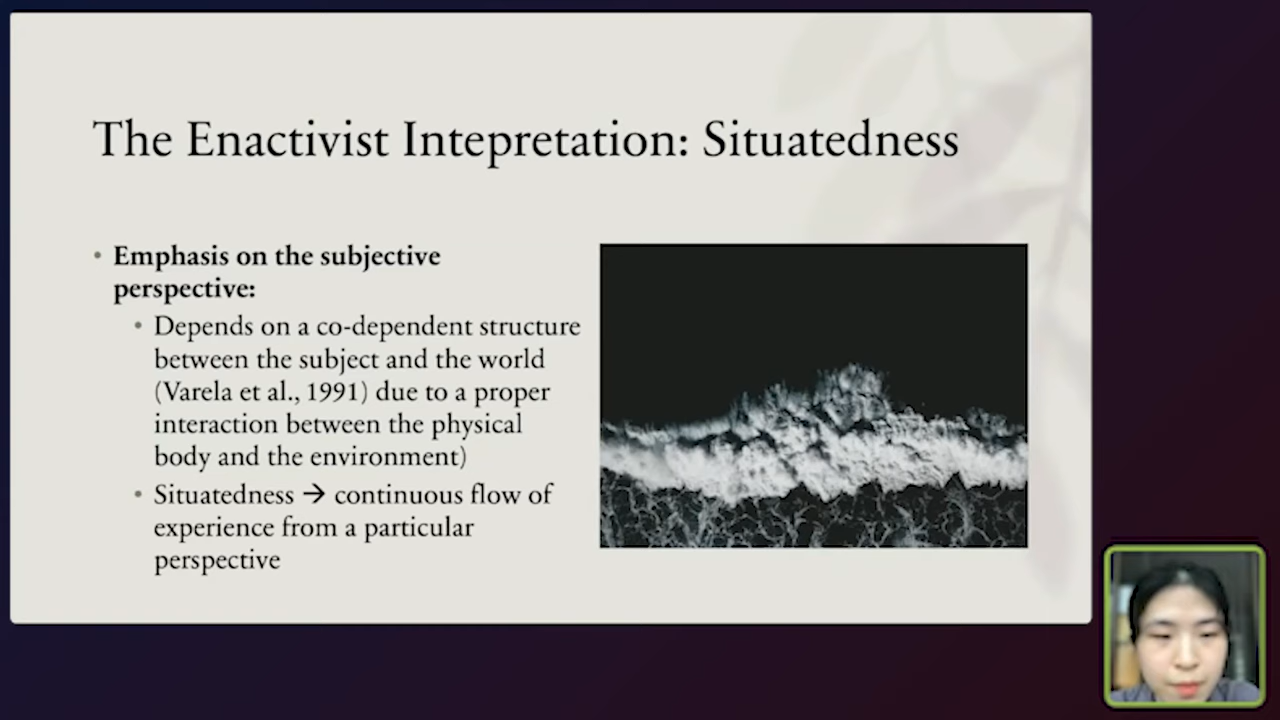 The Enactivist Intepretation: Situatedness
• Emphasis on the subjective
perspective:
• Depends on a co-dependent structure
between the subject and the world
(Varela et al., 1991) due to a proper
interaction between the physical
body and the environment)
• Situatedness → continuous flow of
experience from a particular
perspective